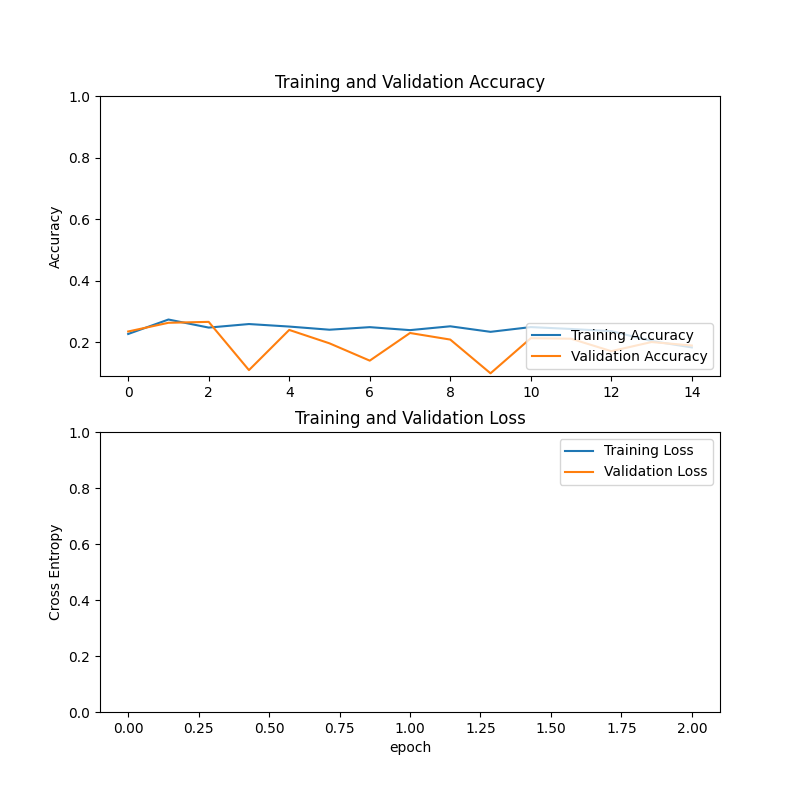 Training and Validation Accuracy
1.0
0.8
0.6
0.4
0.2
Accuracy
Training Accuracy
Validation Accuracy
0 2 4 6 8 10 12 14
Training and Validation Loss
1.0
0.8
0.6
0.4
0.2
0.0
Cross Entropy
Training Loss
Validation Loss
0.00 0.25 0.50 0.75 1.00 1.25 1.50 1.75 2.00
epoch